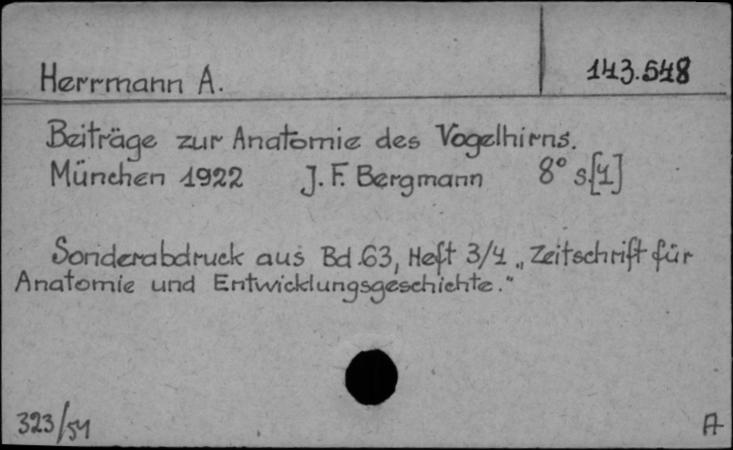 Herrmann A.
143.548
Beiträge zur Anatomie des Vogelhirns.
München 1922 J. F. Bergmann 8° s.[4]
Sonderabdruck aus Bd 63, Heft 3/4 „Zeitschrift für
Anatomie und Entwicklungsgeschichte."
323/54
A